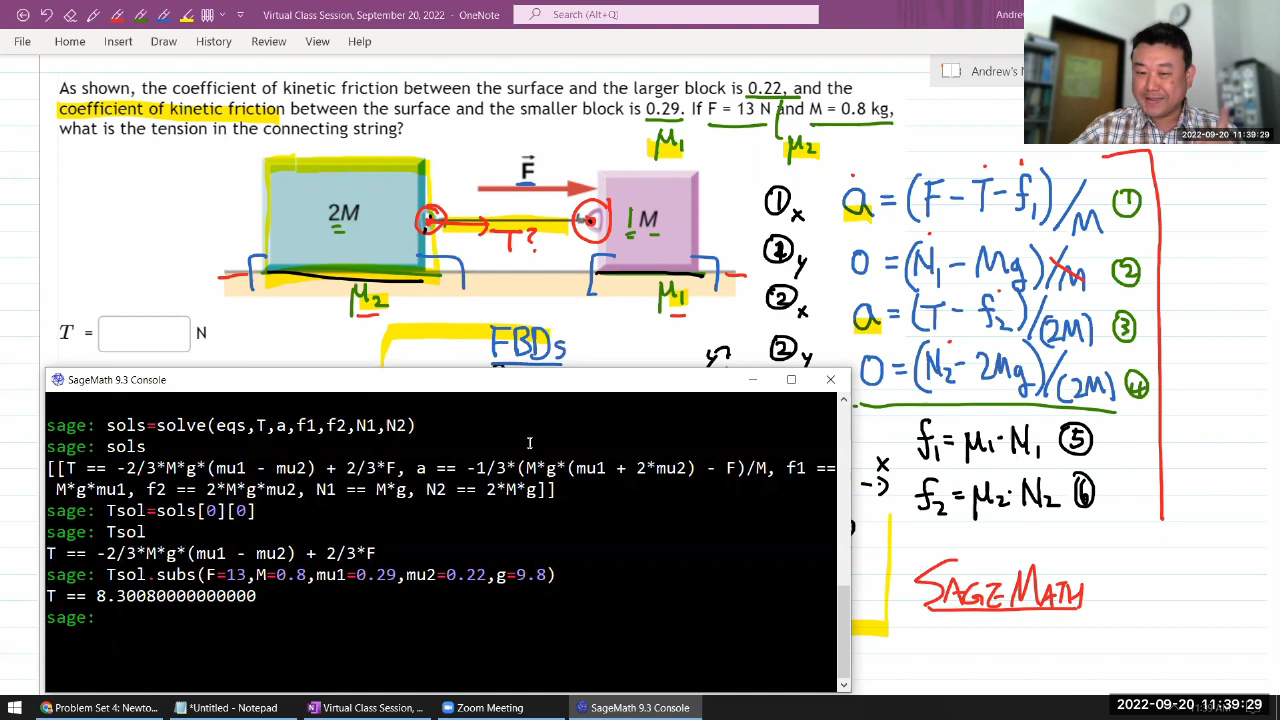 Virtual Class Session, September 20, 2022 - OneNote
Search (Alt+Q)
Andrew
File Home Insert Draw History Review View Help
Andrew's N
2022-09-20 11:39:29
As shown, the coefficient of kinetic friction between the surface and the larger block is 0.22, and the
coefficient of kinetic friction between the surface and the smaller block is 0.29. If F = 13 N and M = 0.8 kg,
what is the tension in the connecting string?
μ1 μ2
F
2M
T?
1 M
μ2 μ1
T = N
FBDs
①x a = (F - T - f1)/M ①
①y 0 = (N1 - Mg)/M ②
②x a = (T - f2)/(2M) ③
②y 0 = (N2 - 2Mg)/(2M) ④
y
x
f1 = μ1·N1 ⑤
f2 = μ2·N2 ⑥
SAGEMATH
SageMath 9.3 Console
sage: sols=solve(eqs,T,a,f1,f2,N1,N2)
sage: sols
[[T == -2/3*M*g*(mu1 - mu2) + 2/3*F, a == -1/3*(M*g*(mu1 + 2*mu2) - F)/M, f1 ==
M*g*mu1, f2 == 2*M*g*mu2, N1 == M*g, N2 == 2*M*g]]
sage: Tsol=sols[0][0]
sage: Tsol
T == -2/3*M*g*(mu1 - mu2) + 2/3*F
sage: Tsol.subs(F=13,M=0.8,mu1=0.29,mu2=0.22,g=9.8)
T == 8.30080000000000
sage:
Problem Set 4: Newto...
*Untitled - Notepad
Virtual Class Session...
Zoom Meeting
SageMath 9.3 Console
2022-09-20 11:39:29